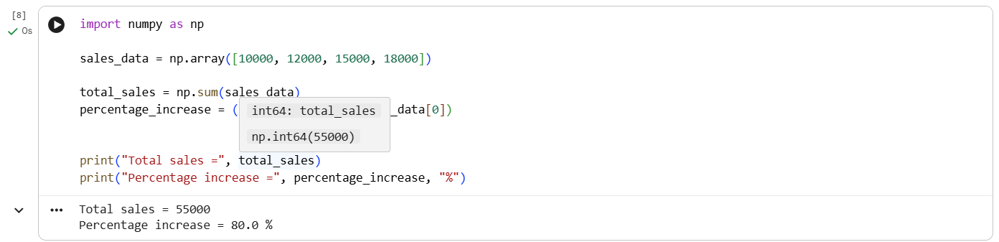 [8]
0s
import numpy as np
sales_data = np.array([10000, 12000, 15000, 18000])
total_sales = np.sum(sales_data)
percentage_increase = ( _data[0])
int64: total_sales
np.int64(55000)
print("Total sales =", total_sales)
print("Percentage increase =", percentage_increase, "%")
Total sales = 55000
Percentage increase = 80.0 %